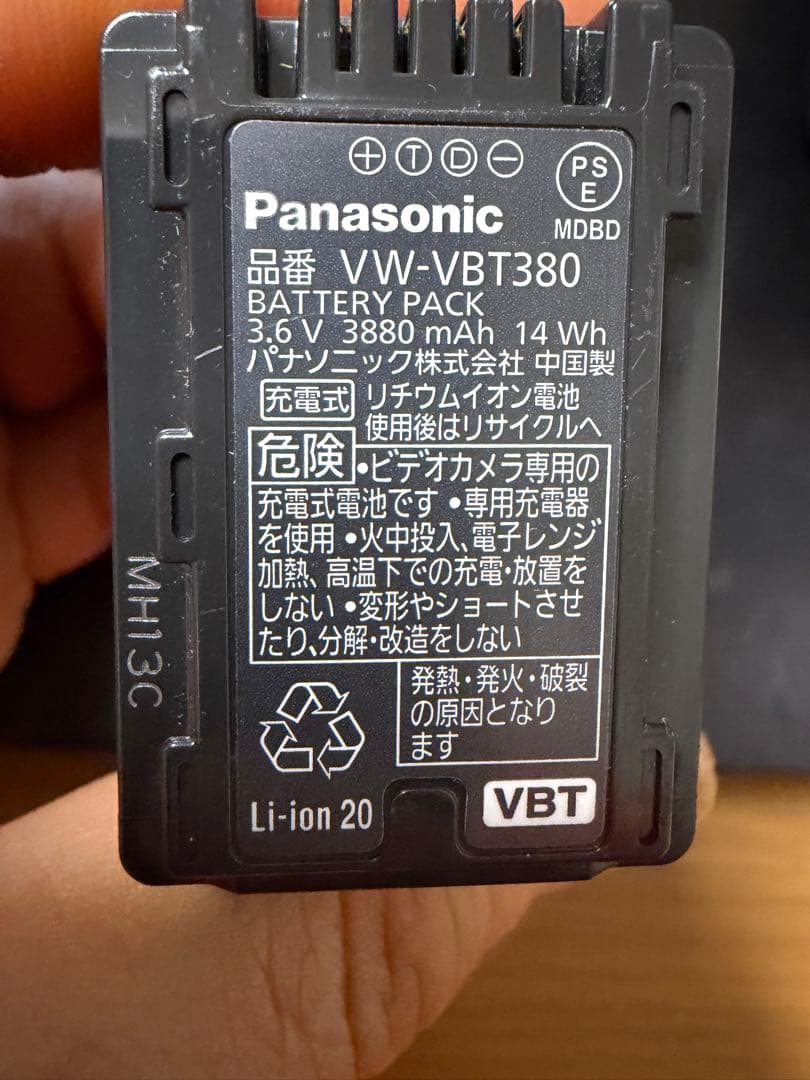 ⊕ Ⓣ Ⓓ ⊖
PS
E
Panasonic
MDBD
品番 VW-VBT380
BATTERY PACK
3.6 V 3880 mAh 14 Wh
パナソニック株式会社 中国製
充電式 リチウムイオン電池
使用後はリサイクルへ
危険 •ビデオカメラ専用の
充電式電池です •専用充電器
を使用 •火中投入、電子レンジ
加熱、高温下での充電・放置を
しない •変形やショートさせ
たり、分解・改造をしない
発熱・発火・破裂
の原因となり
ます
Li-ion 20
VBT
MH13C